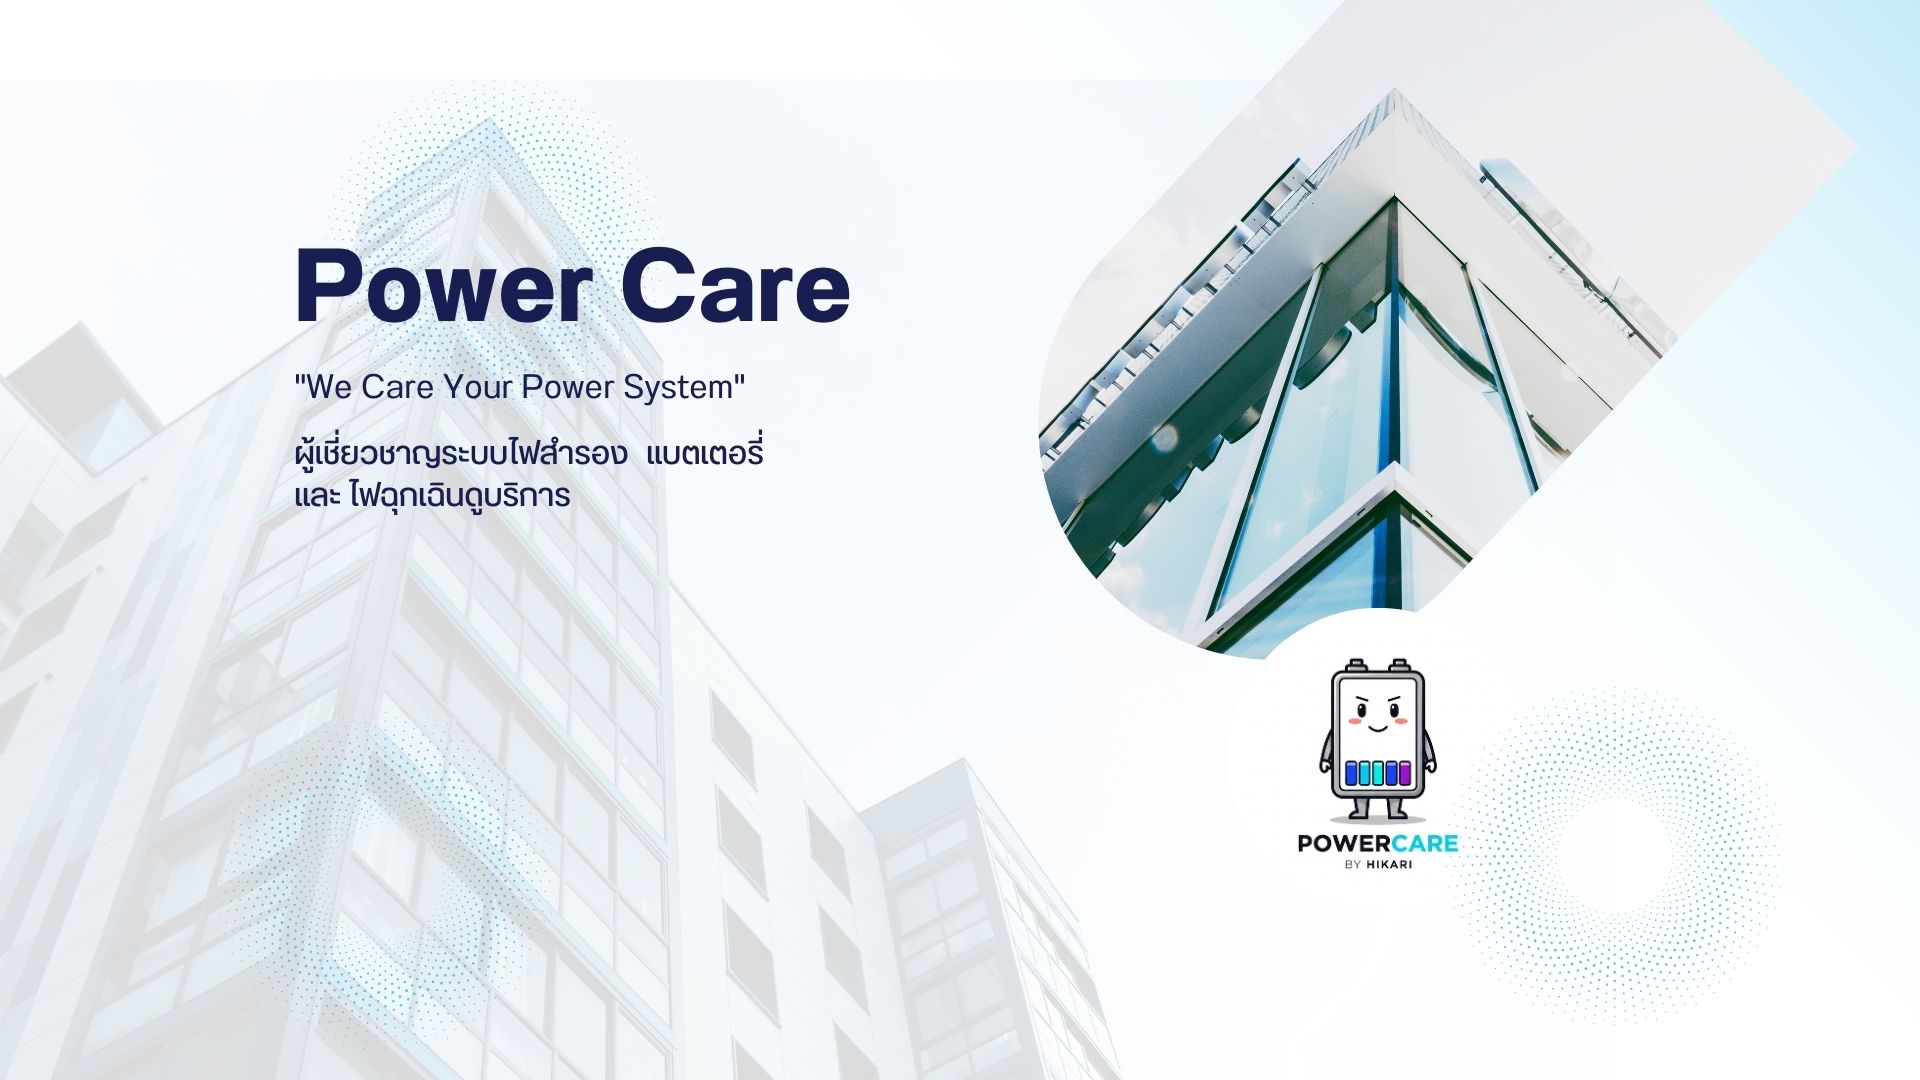 Power Care
"We Care Your Power System"
ผู้เชี่ยวชาญระบบไฟสำรอง  แบตเตอรี่
และ ไฟฉุกเฉินดูบริการ
POWERCARE
BY HIKARI